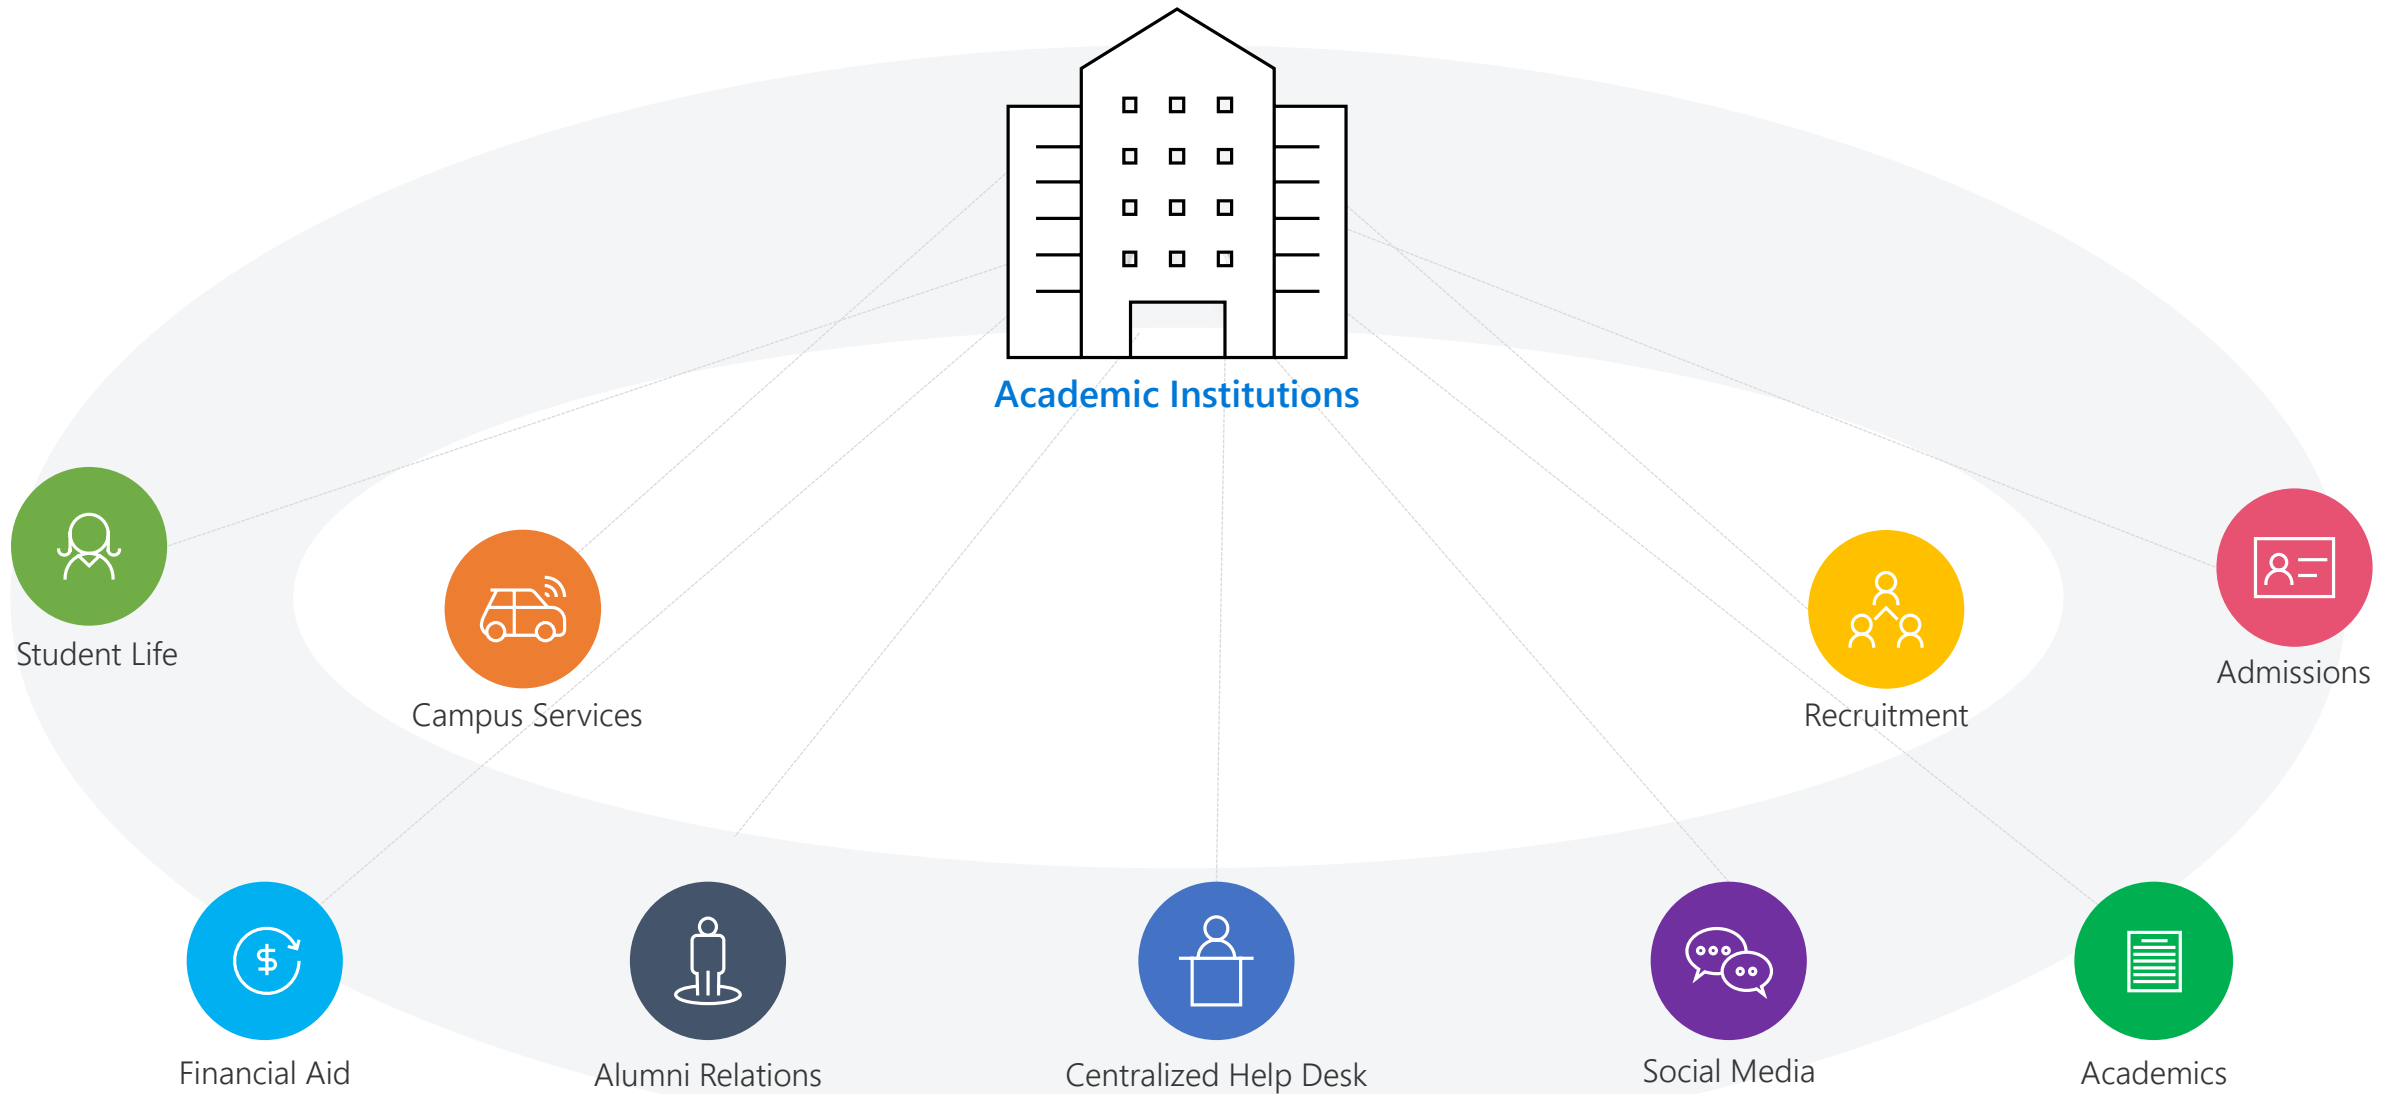 Academic Institutions
Student Life
Campus Services
Recruitment
Admissions
Financial Aid
Alumni Relations
Centralized Help Desk
Social Media
Academics
$